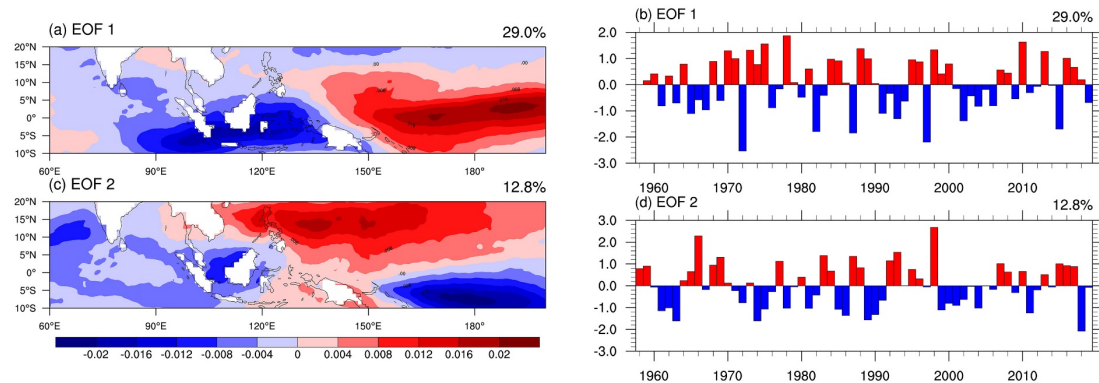 (a) EOF 1 29.0%
20°N
15°N
10°N
5°N
0°
5°S
10°S
60°E 90°E 120°E 150°E 180°
(c) EOF 2 12.8%
20°N
15°N
10°N
5°N
0°
5°S
10°S
60°E 90°E 120°E 150°E 180°
-0.02 -0.016 -0.012 -0.008 -0.004 0 0.004 0.008 0.012 0.016 0.02
(b) EOF 1 29.0%
2.0
1.0
0.0
-1.0
-2.0
-3.0
1960 1970 1980 1990 2000 2010
(d) EOF 2 12.8%
3.0
2.0
1.0
0.0
-1.0
-2.0
-3.0
1960 1970 1980 1990 2000 2010